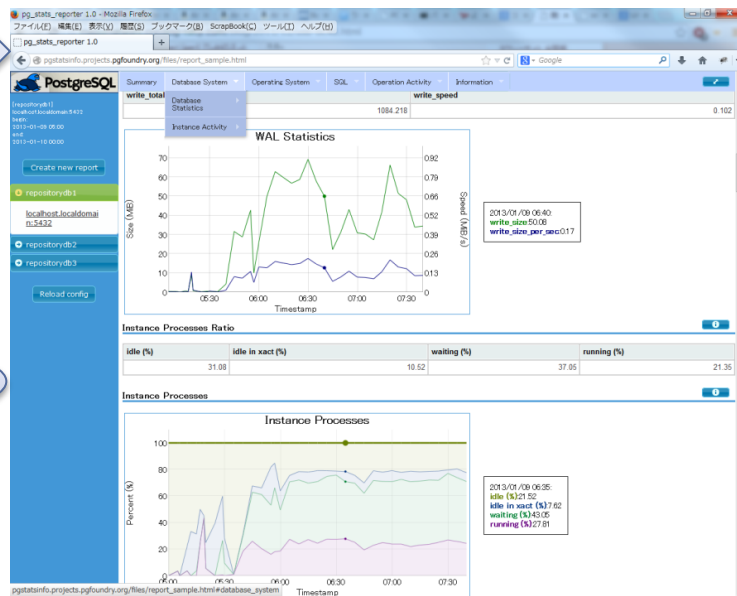 pg_stats_reporter 1.0 - Mozilla Firefox
ファイル(F) 編集(E) 表示(V) 履歴(S) ブックマーク(B) ScrapBook(C) ツール(T) ヘルプ(H)
pg_stats_reporter 1.0 +
pgstatsinfo.projects.pgfoundry.org/files/report_sample.html
Google
PostgreSQL
Summary Database System Operating System SQL Operation Activity Information
[repositorydb1]
localhost.localdomain:5432
begin:
2013-01-09 05:00
end:
2013-01-10 00:00
Create new report
repositorydb1
localhost.localdomai
n:5432
repositorydb2
repositorydb3
Reload config
Database
Statistics
Instance Activity
write_total
write_speed
1084.218
0.102
WAL Statistics
70
60
50
40
30
20
10
0
Size (MB)
0.92
0.79
0.66
0.52
0.39
0.26
0.13
0
Speed (MB/s)
05:30 06:00 06:30 07:00 07:30
Timestamp
2013/01/09 06:40:
write_size:50.08
write_size_per_sec:0.17
Instance Processes Ratio
idle (%) idle in xact (%) waiting (%) running (%)
31.08 10.52 37.05 21.35
Instance Processes
Instance Processes
100
80
60
40
20
0
Percent (%)
05:00 05:30 06:00 06:30 07:00 07:30
Timestamp
2013/01/09 06:35:
idle (%):21.52
idle in xact (%):7.62
waiting (%):43.05
running (%):27.81
pgstatsinfo.projects.pgfoundry.org/files/report_sample.html#database_system